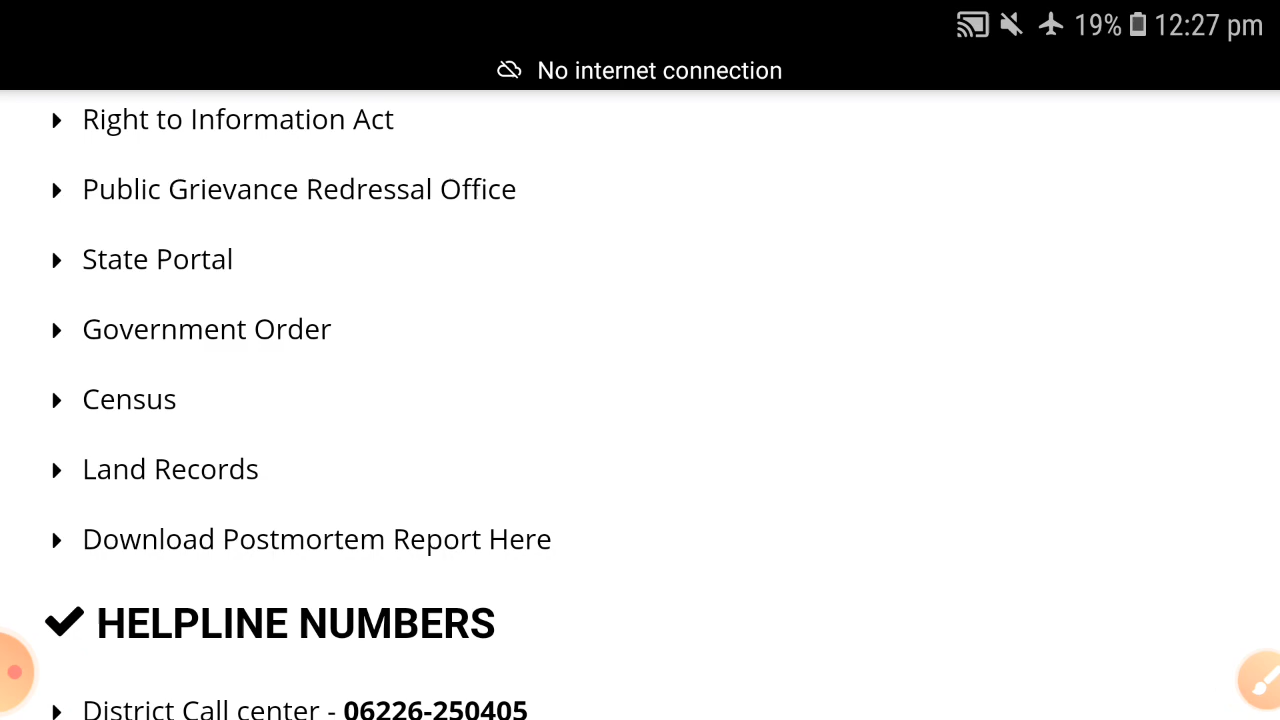 19% 12:27 pm
No internet connection
Right to Information Act
Public Grievance Redressal Office
State Portal
Government Order
Census
Land Records
Download Postmortem Report Here
HELPLINE NUMBERS
District Call center - 06226-250405